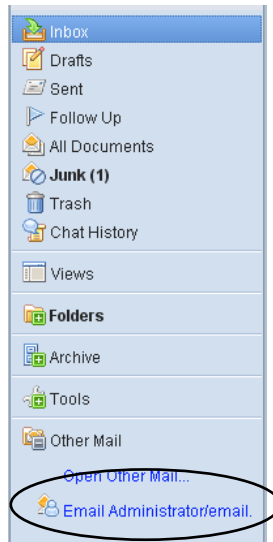 Inbox
Drafts
Sent
Follow Up
All Documents
Junk (1)
Trash
Chat History
Views
Folders
Archive
Tools
Other Mail
Open Other Mail...
Email Administrator/email.